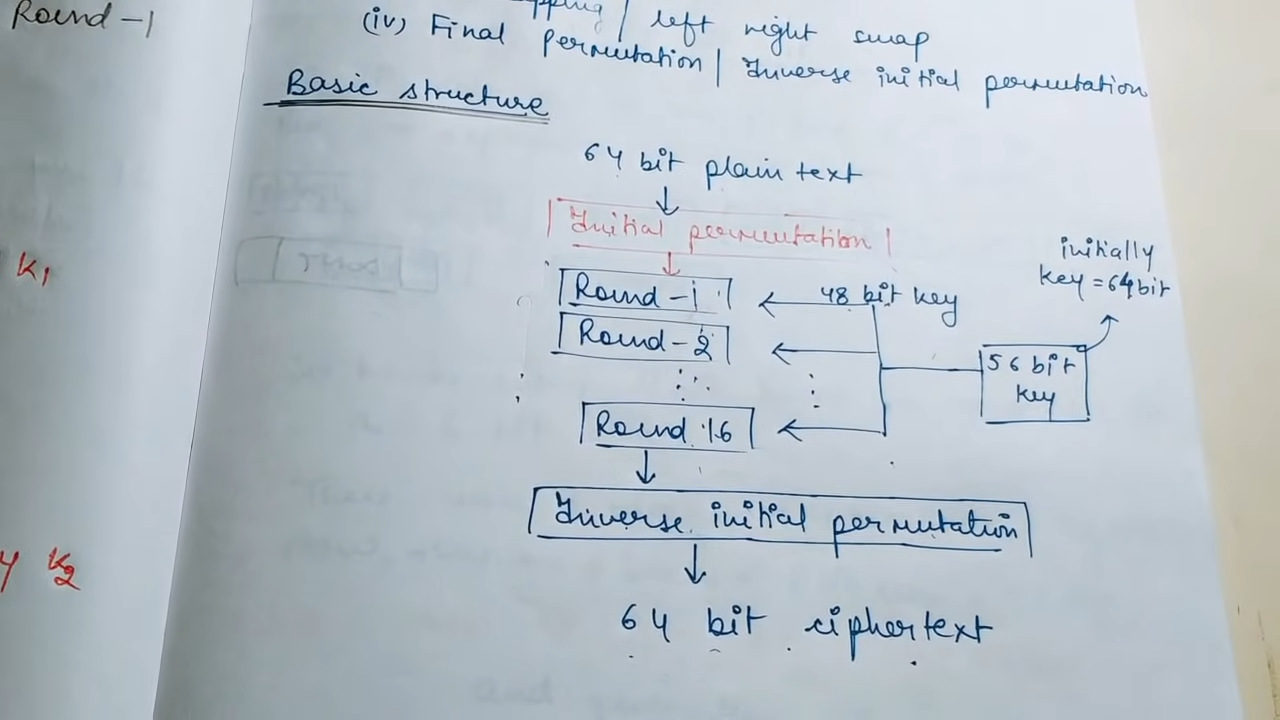 Round-1
left right swap
(iv) Final permutation | Inverse initial permutation
Basic structure
64 bit plain text
Initial permutation
initially
key = 64 bit
Round-1
48 bit key
Round-2
56 bit
key
Round 16
Inverse initial permutation
64 bit ciphertext
K1
K2